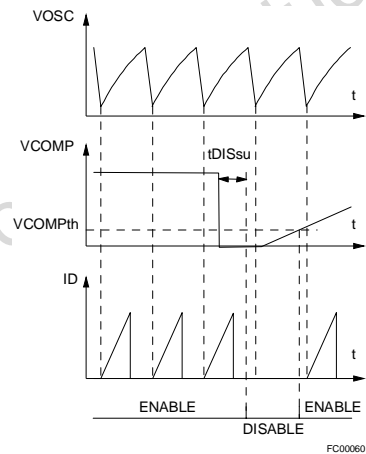 VOSC
t
VCOMP
tDISsu
VCOMPth
t
ID
t
ENABLE
ENABLE
DISABLE
FC00060